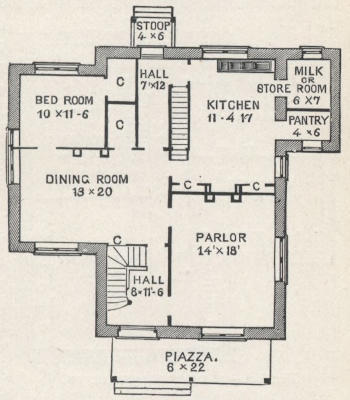 STOOP
4 × 6
C
HALL
7' × 12
MILK
OR
STORE ROOM
6 × 7
BED ROOM
10 × 11-6
C
KITCHEN
11-4 17
PANTRY
4 × 6
DINING ROOM
13 × 20
C
C
C
PARLOR
14' × 18'
HALL
8 × 11'-6
PIAZZA.
6 × 22